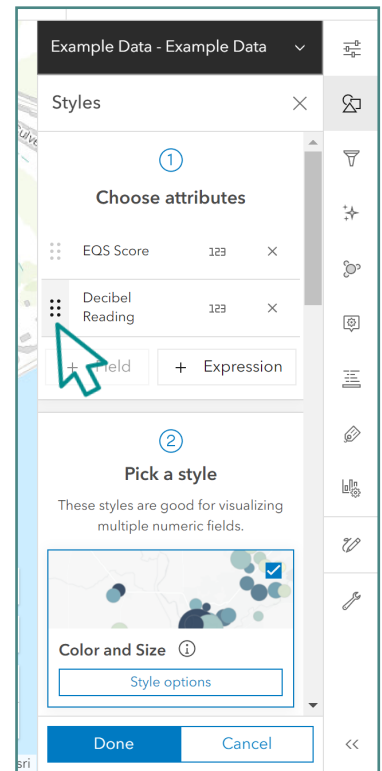 Example Data - Example Data
Styles
1
Choose attributes
EQS Score 123
Decibel
Reading 123
+ Field + Expression
2
Pick a style
These styles are good for visualizing
multiple numeric fields.
Color and Size
Style options
Done Cancel